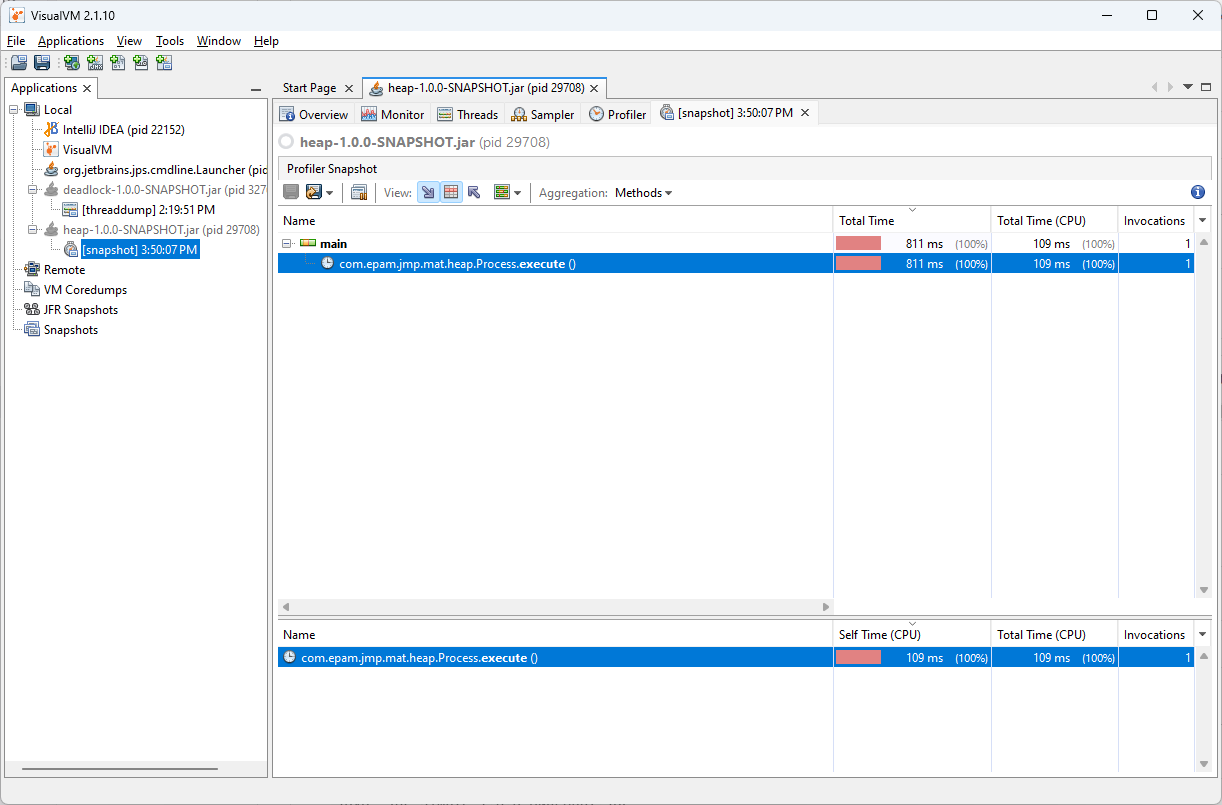 VisualVM 2.1.10
File Applications View Tools Window Help
Applications
Local
IntelliJ IDEA (pid 22152)
VisualVM
org.jetbrains.jps.cmdline.Launcher (pid
deadlock-1.0.0-SNAPSHOT.jar (pid 327
[threaddump] 2:19:51 PM
heap-1.0.0-SNAPSHOT.jar (pid 29708)
[snapshot] 3:50:07 PM
Remote
VM Coredumps
JFR Snapshots
Snapshots
Start Page heap-1.0.0-SNAPSHOT.jar (pid 29708)
Overview Monitor Threads Sampler Profiler [snapshot] 3:50:07 PM
heap-1.0.0-SNAPSHOT.jar (pid 29708)
Profiler Snapshot
View: Aggregation: Methods
Name Total Time Total Time (CPU) Invocations
main 811 ms (100%) 109 ms (100%) 1
com.epam.jmp.mat.heap.Process.execute () 811 ms (100%) 109 ms (100%) 1
Name Self Time (CPU) Total Time (CPU) Invocations
com.epam.jmp.mat.heap.Process.execute () 109 ms (100%) 109 ms (100%) 1